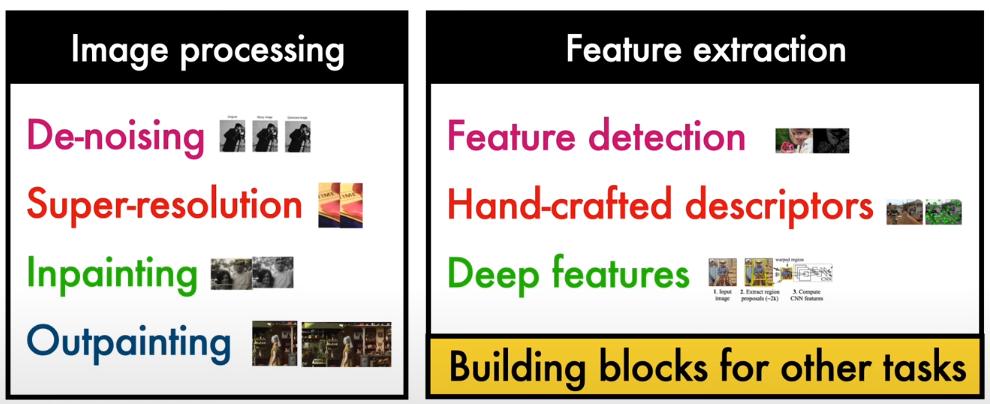 Image processing
De-noising
Super-resolution
Inpainting
Outpainting
Feature extraction
Feature detection
Hand-crafted descriptors
Deep features
warped region
1. Input
image
2. Extract region
proposals (~2k)
3. Compute
CNN features
Building blocks for other tasks